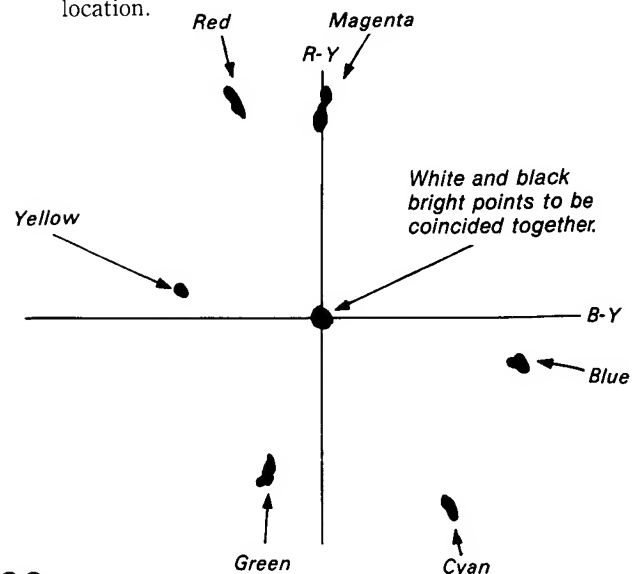 location.
Red
Magenta
R-Y
White and black
bright points to be
coincided together.
Yellow
B-Y
Blue
Green
Cyan